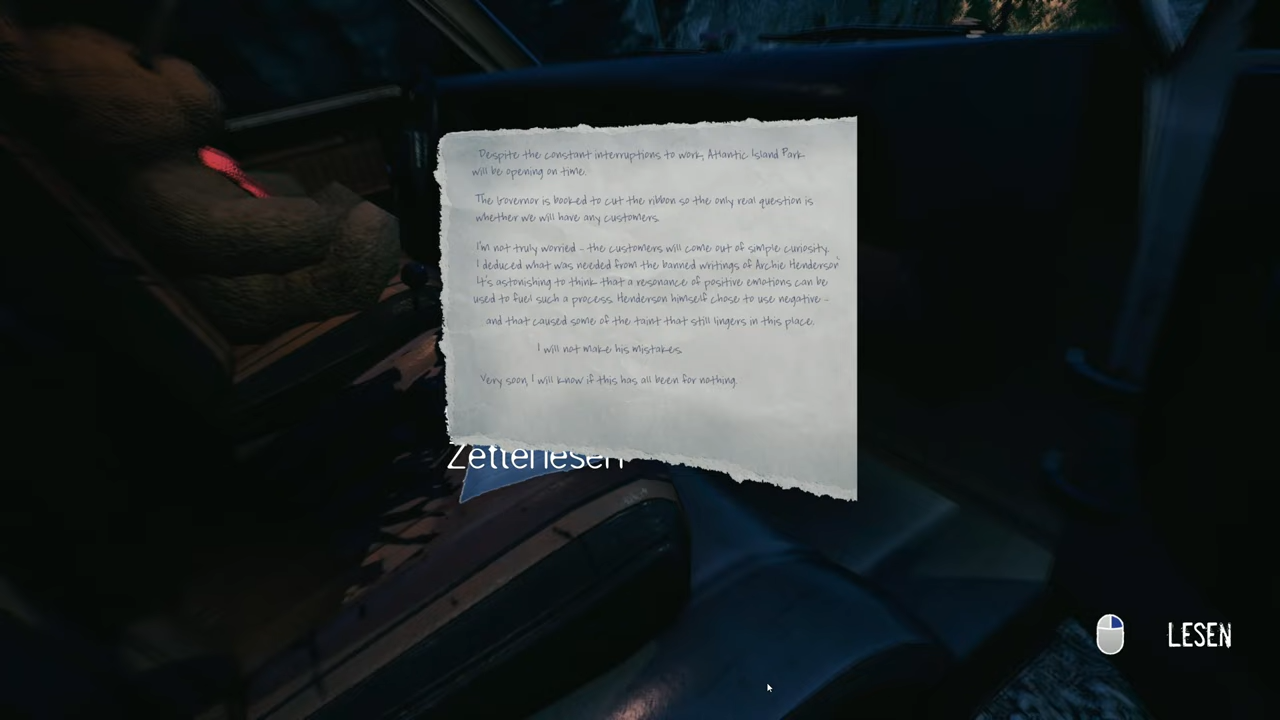 Despite the constant interruptions to work, Atlantic Island Park
will be opening on time.
The Governor is booked to cut the ribbon so the only real question is
whether we will have any customers.
I'm not truly worried - the customers will come out of simple curiosity.
I deduced what was needed from the banned writings of Archie Henderson.
It's astonishing to think that a resonance of positive emotions can be
used to fuel such a process. Henderson himself chose to use negative -
and that caused some of the taint that still lingers in this place.
I will not make his mistakes.
Very soon, I will know if this has all been for nothing.
Zettel lesen
LESEN